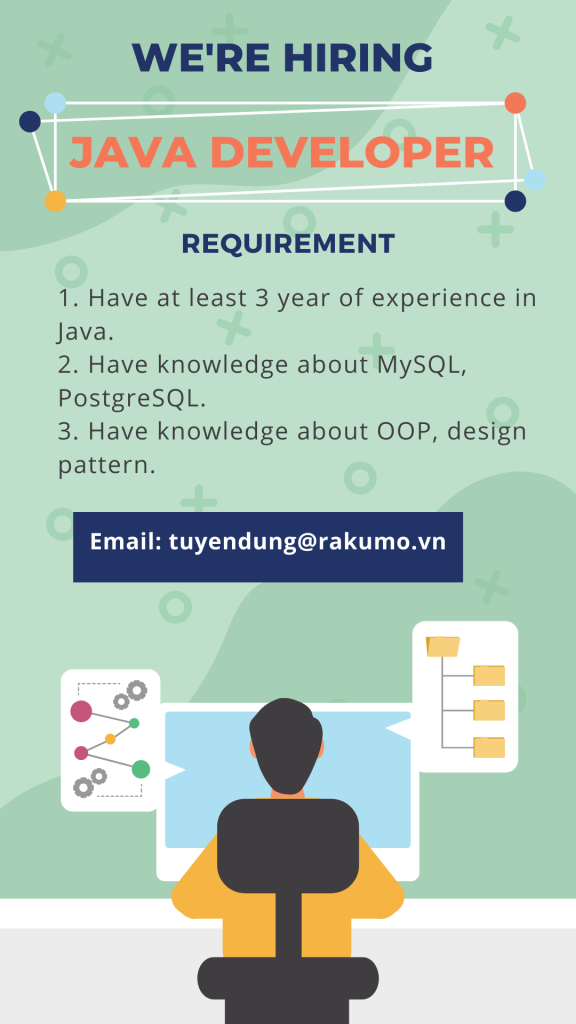 WE'RE HIRING
JAVA DEVELOPER
REQUIREMENT
1. Have at least 3 year of experience in
Java.
2. Have knowledge about MySQL,
PostgreSQL.
3. Have knowledge about OOP, design
pattern.
Email: tuyendung@rakumo.vn